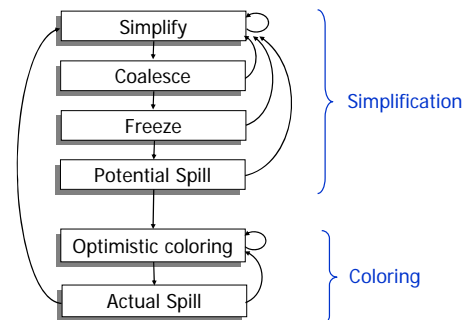 Simplify
Coalesce
Simplification
Freeze
Potential Spill
Optimistic coloring
Coloring
Actual Spill